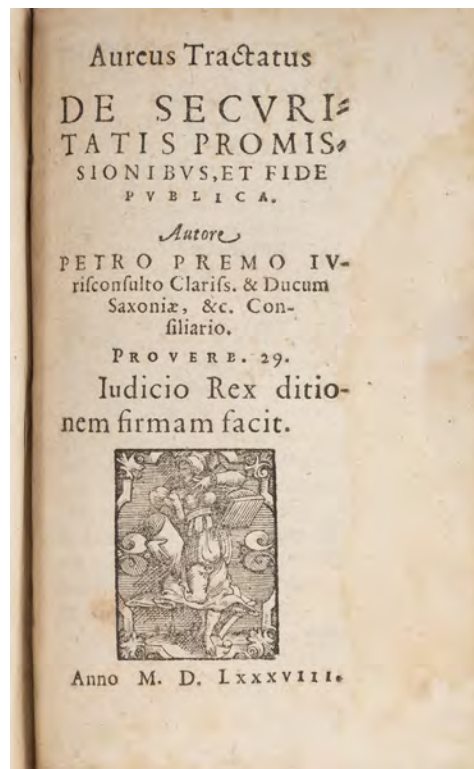 Aureus Tractatus
DE SECVRI⸗
TATIS PROMIS⸗
SIONIBVS, ET FIDE
PVBLICA.
Autore
PETRO PREMO IV-
riſconſulto Clariſs. & Ducum
Saxoniæ, &c. Con-
ſiliario.
PROVERB. 29.
Iudicio Rex ditio-
nem firmam facit.
Anno M. D. LXXXVIII.